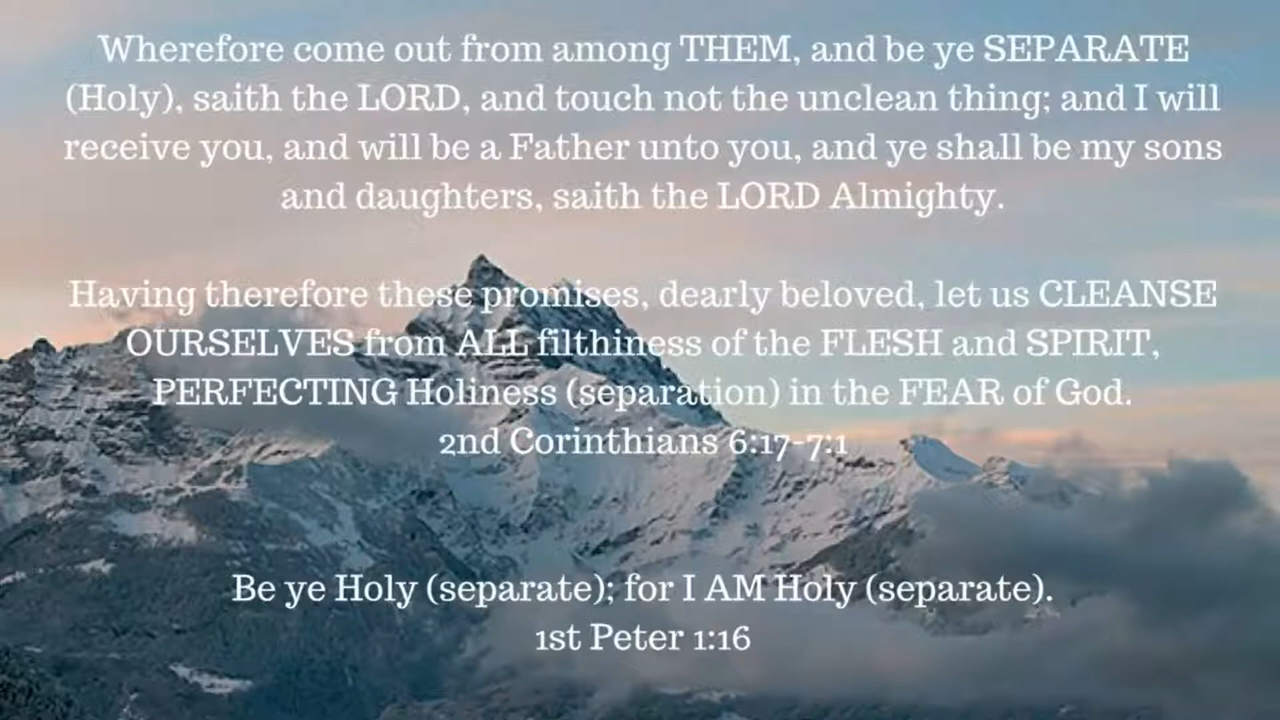 Wherefore come out from among THEM, and be ye SEPARATE
(Holy), saith the LORD, and touch not the unclean thing; and I will
receive you, and will be a Father unto you, and ye shall be my sons
and daughters, saith the LORD Almighty.
Having therefore these promises, dearly beloved, let us CLEANSE
OURSELVES from ALL filthiness of the FLESH and SPIRIT,
PERFECTING Holiness (separation) in the FEAR of God.
2nd Corinthians 6:17-7:1
Be ye Holy (separate); for I AM Holy (separate).
1st Peter 1:16